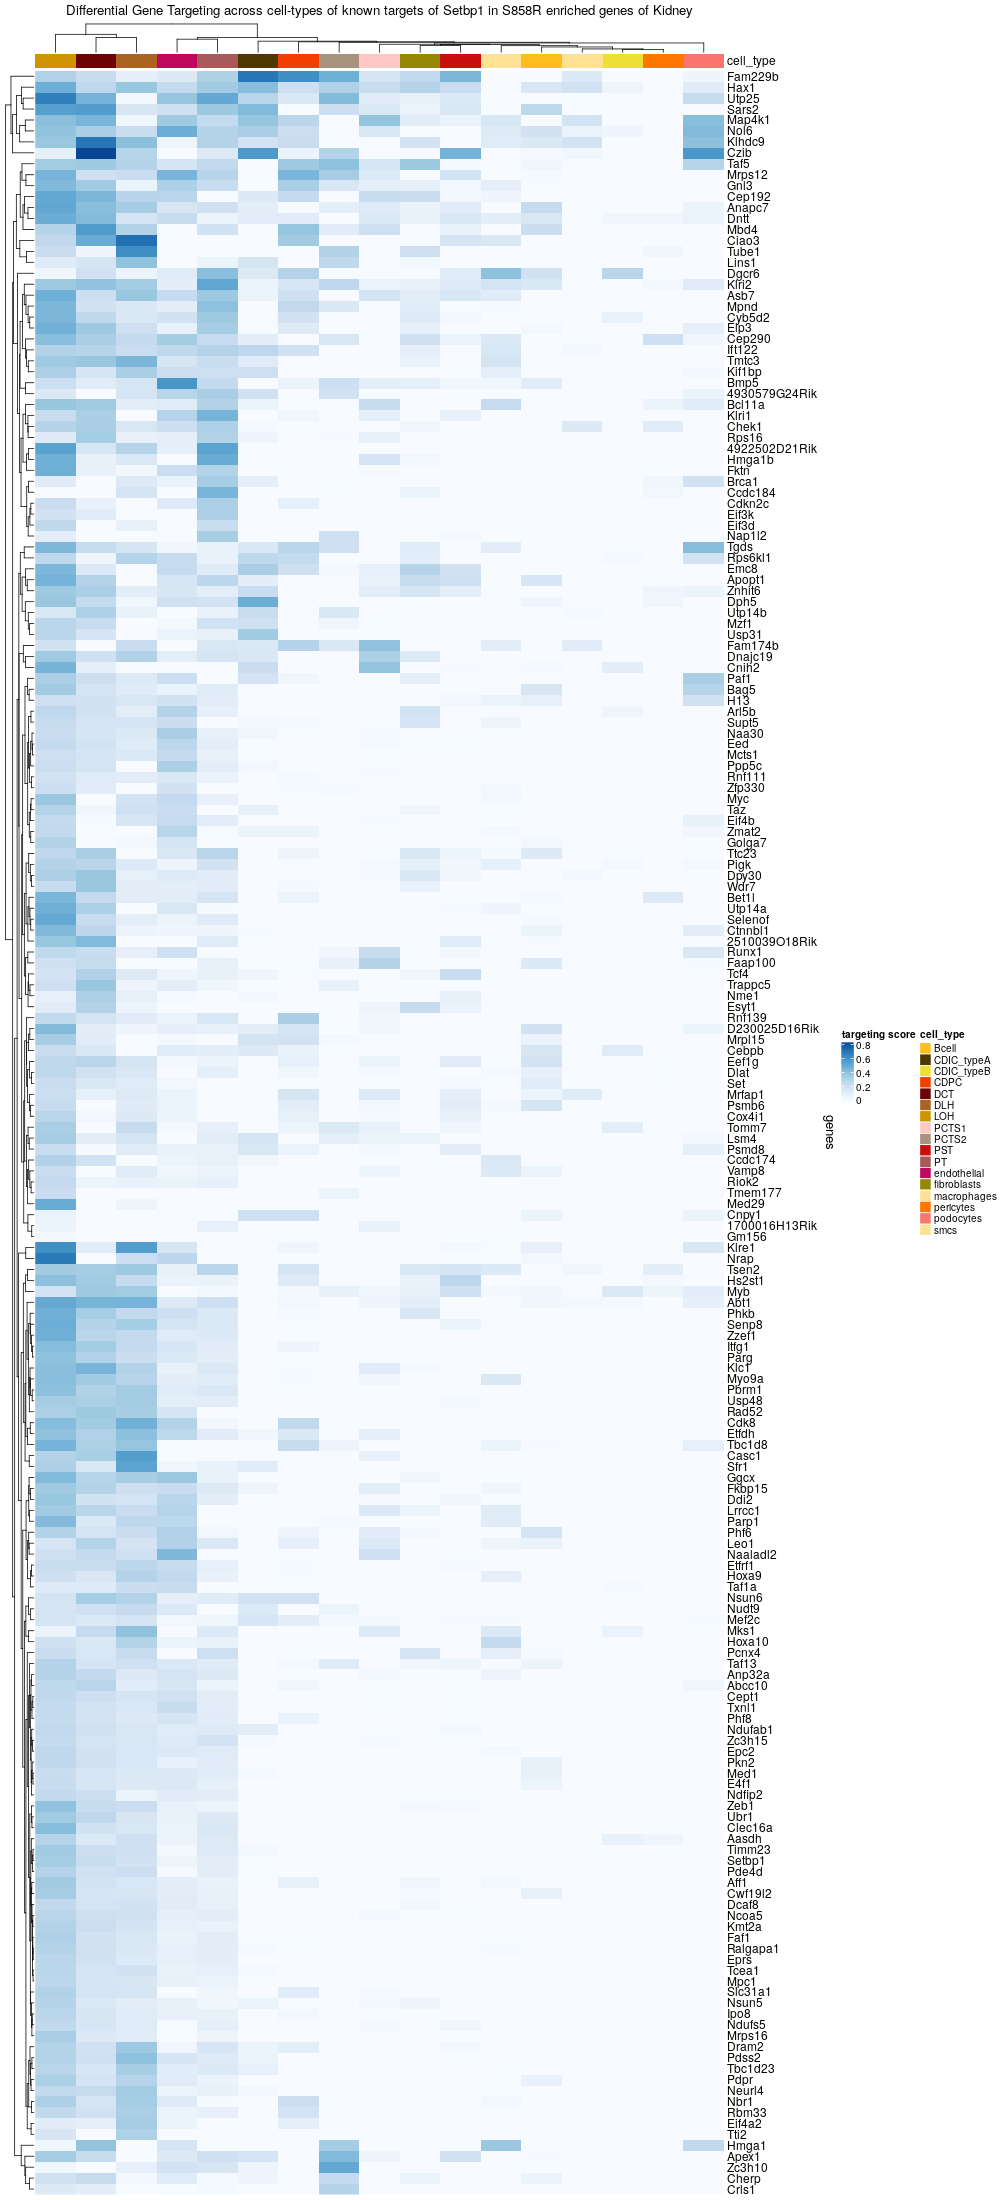 Differential Gene Targeting across cell-types of known targets of Setbp1 in S858R enriched genes of Kidney
cell_type
Fam229b
Hax1
Utp25
Sars2
Map4k1
Nol6
Klhdc9
Czib
Taf5
Mrps12
Gnl3
Cep192
Anapc7
Dntt
Mbd4
Ciao3
Tube1
Lins1
Dgcr6
Klri2
Asb7
Mpnd
Cyb5d2
Elp3
Cep290
Ift122
Tmtc3
Kif1bp
Bmp5
4930579G24Rik
Bcl11a
Klri1
Chek1
Rps16
4922502D21Rik
Hmga1b
Fktn
Brca1
Ccdc184
Cdkn2c
Eif3k
Eif3d
Nap1l2
Tgds
Rps6kl1
Emc8
Apopt1
Znhit6
Dph5
Utp14b
Mzf1
Usp31
Fam174b
Dnajc19
Cnih2
Paf1
Bag5
H13
Arl5b
Supt5
Naa30
Eed
Mcts1
Ppp5c
Rnf111
Zfp330
Myc
Taz
Eif4b
Zmat2
Golga7
Ttc23
Pigk
Dpy30
Wdr7
Bet1l
Utp14a
Selenof
Ctnnbl1
2510039O18Rik
Runx1
Faap100
Tcf4
Trappc5
Nme1
Esyt1
Rnf139
D230025D16Rik
Mrpl15
Cebpb
Eef1g
Dlat
Set
Mrfap1
Psmb6
Cox4i1
Tomm7
Lsm4
Psmd8
Ccdc174
Vamp8
Riok2
Tmem177
Med29
Cnpy1
1700016H13Rik
Gm156
Klre1
Nrap
Tsen2
Hs2st1
Myb
Abt1
Phkb
Senp8
Zzef1
Itfg1
Parg
Klc1
Myo9a
Pbrm1
Usp48
Rad52
Cdk8
Etfdh
Tbc1d8
Casc1
Sfr1
Ggcx
Fkbp15
Ddi2
Lrrcc1
Parp1
Phf6
Leo1
Naaladl2
Etfrf1
Hoxa9
Taf1a
Nsun6
Nudt9
Mef2c
Mks1
Hoxa10
Pcnx4
Taf13
Anp32a
Abcc10
Cept1
Txnl1
Phf8
Ndufab1
Zc3h15
Epc2
Pkn2
Med1
E4f1
Ndfip2
Zeb1
Ubr1
Clec16a
Aasdh
Timm23
Setbp1
Pde4d
Aff1
Cwf19l2
Dcaf8
Ncoa5
Kmt2a
Faf1
Ralgapa1
Eprs
Tcea1
Mpc1
Slc31a1
Nsun5
Ipo8
Ndufs5
Mrps16
Dram2
Pdss2
Tbc1d23
Pdpr
Neurl4
Nbr1
Rbm33
Eif4a2
Tti2
Hmga1
Apex1
Zc3h10
Cherp
Crls1
genes
targeting score
0.8
0.6
0.4
0.2
0
cell_type
Bcell
CDIC_typeA
CDIC_typeB
CDPC
DCT
DLH
LOH
PCTS1
PCTS2
PST
PT
endothelial
fibroblasts
macrophages
pericytes
podocytes
smcs